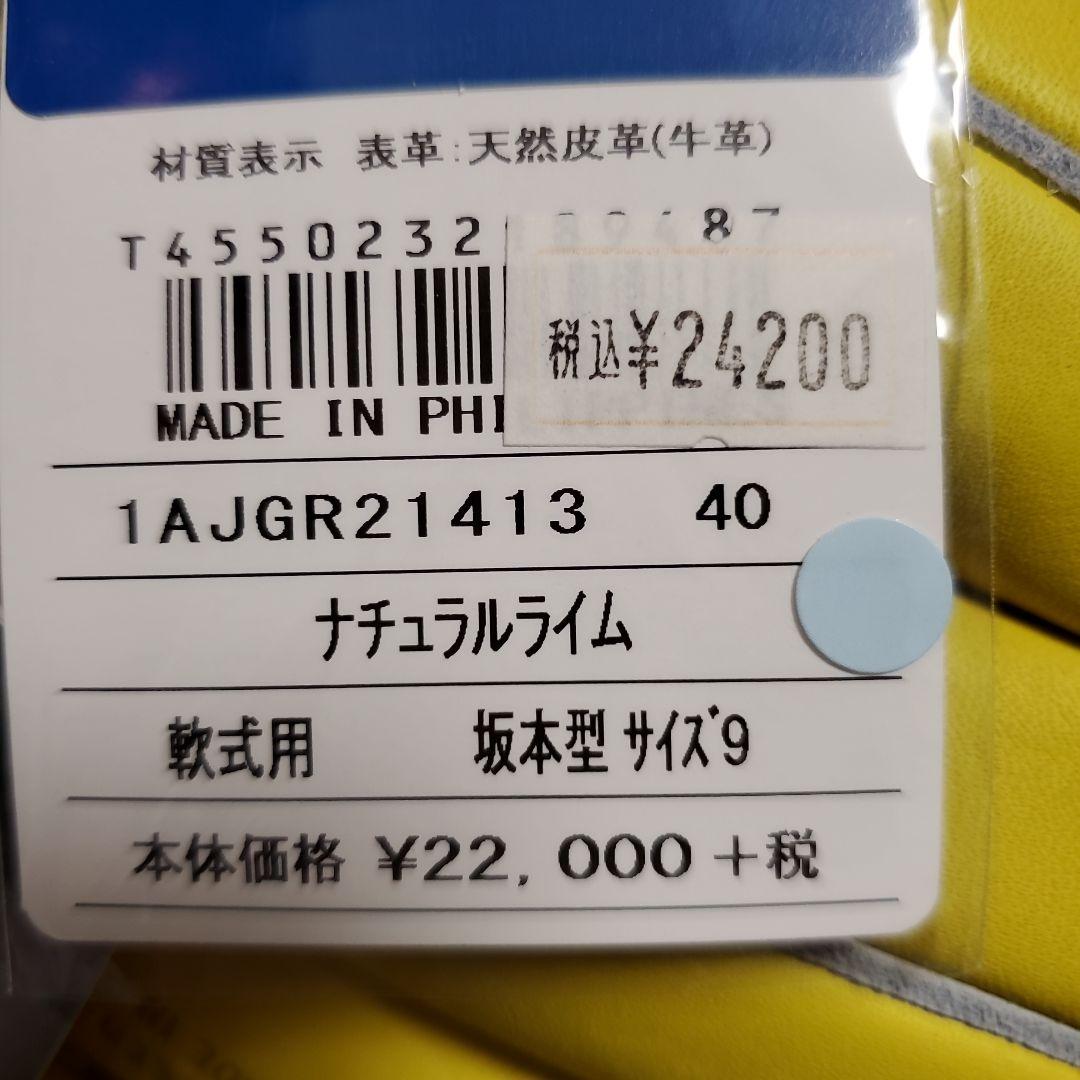 材質表示 表革:天然皮革(牛革)
T4550232
87
税込¥24200
MADE IN PHI
1AJGR21413 40
ナチュラルライム
軟式用 坂本型 サイズ9
本体価格 ¥22,000+税